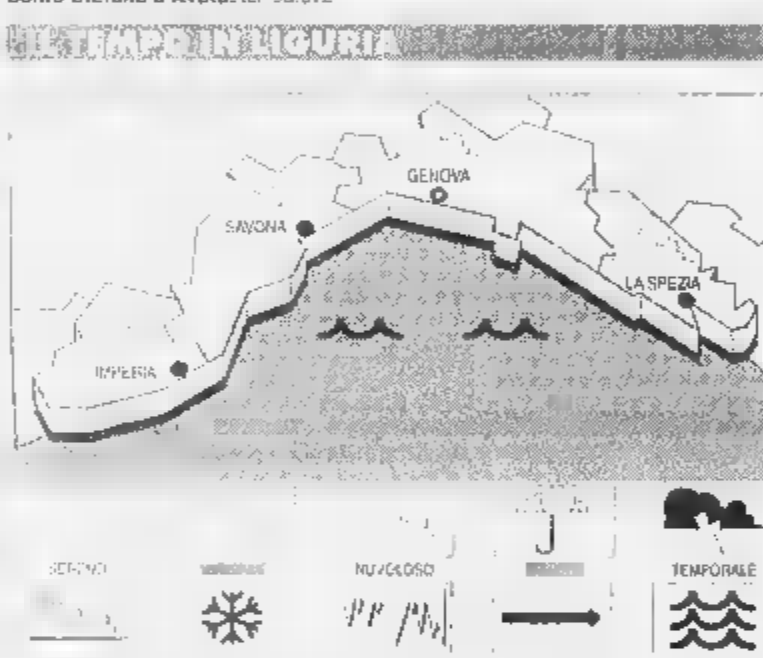 IL TEMPO IN LIGURIA
GENOVA
SAVONA
LA SPEZIA
IMPERIA
SERENO NUVOLOSO TEMPORALE